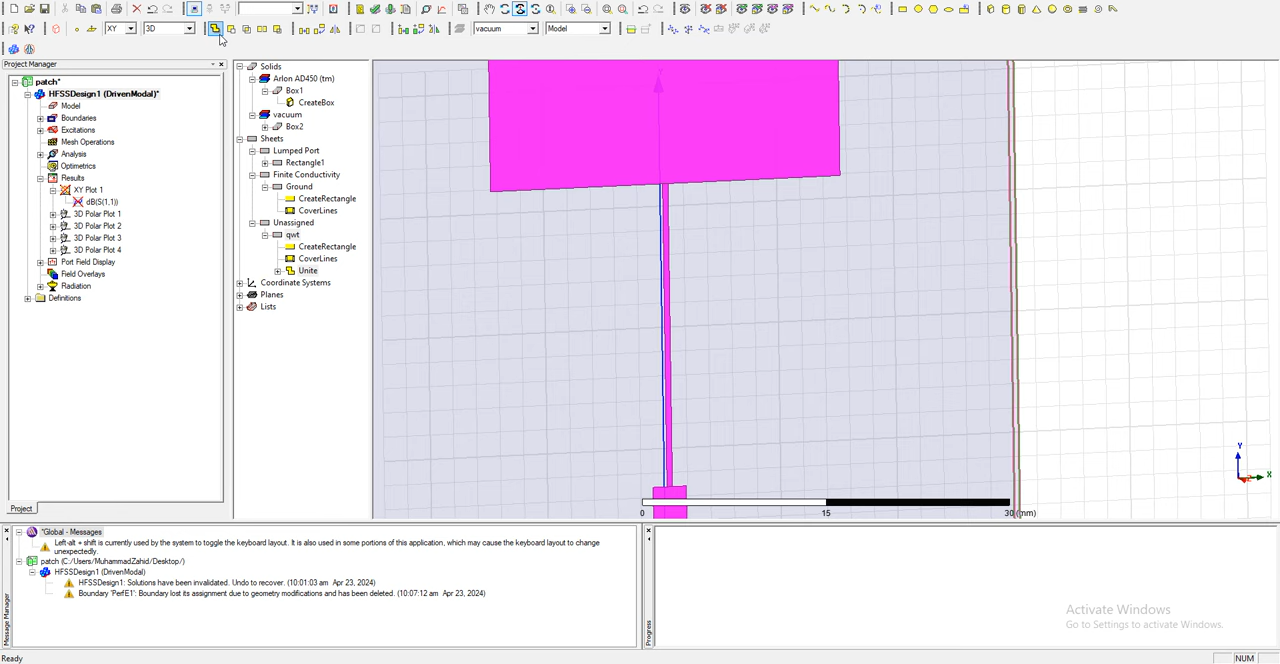 XY
3D
vacuum
Model
Project Manager
patch*
HFSSDesign1 (DrivenModal)*
Model
Boundaries
Excitations
Mesh Operations
Analysis
Optimetrics
Results
XY Plot 1
dB(S(1,1))
3D Polar Plot 1
3D Polar Plot 2
3D Polar Plot 3
3D Polar Plot 4
Port Field Display
Field Overlays
Radiation
Definitions
Project
Solids
Arlon AD450 (tm)
Box1
CreateBox
vacuum
Box2
Sheets
Lumped Port
Rectangle1
Finite Conductivity
Ground
CreateRectangle
CoverLines
Unassigned
qwt
CreateRectangle
CoverLines
Unite
Coordinate Systems
Planes
Lists
Y
X
0 15 30 (mm)
*Global - Messages
Left-alt + shift is currently used by the system to toggle the keyboard layout. It is also used in some portions of this application, which may cause the keyboard layout to change
unexpectedly.
patch (C:/Users/MuhammadZahid/Desktop/)
HFSSDesign1 (DrivenModal)
HFSSDesign1: Solutions have been invalidated. Undo to recover. (10:01:03 am Apr 23, 2024)
Boundary 'PerfE1': Boundary lost its assignment due to geometry modifications and has been deleted. (10:07:12 am Apr 23, 2024)
Message Manager
Progress
Activate Windows
Go to Settings to activate Windows.
Ready
NUM